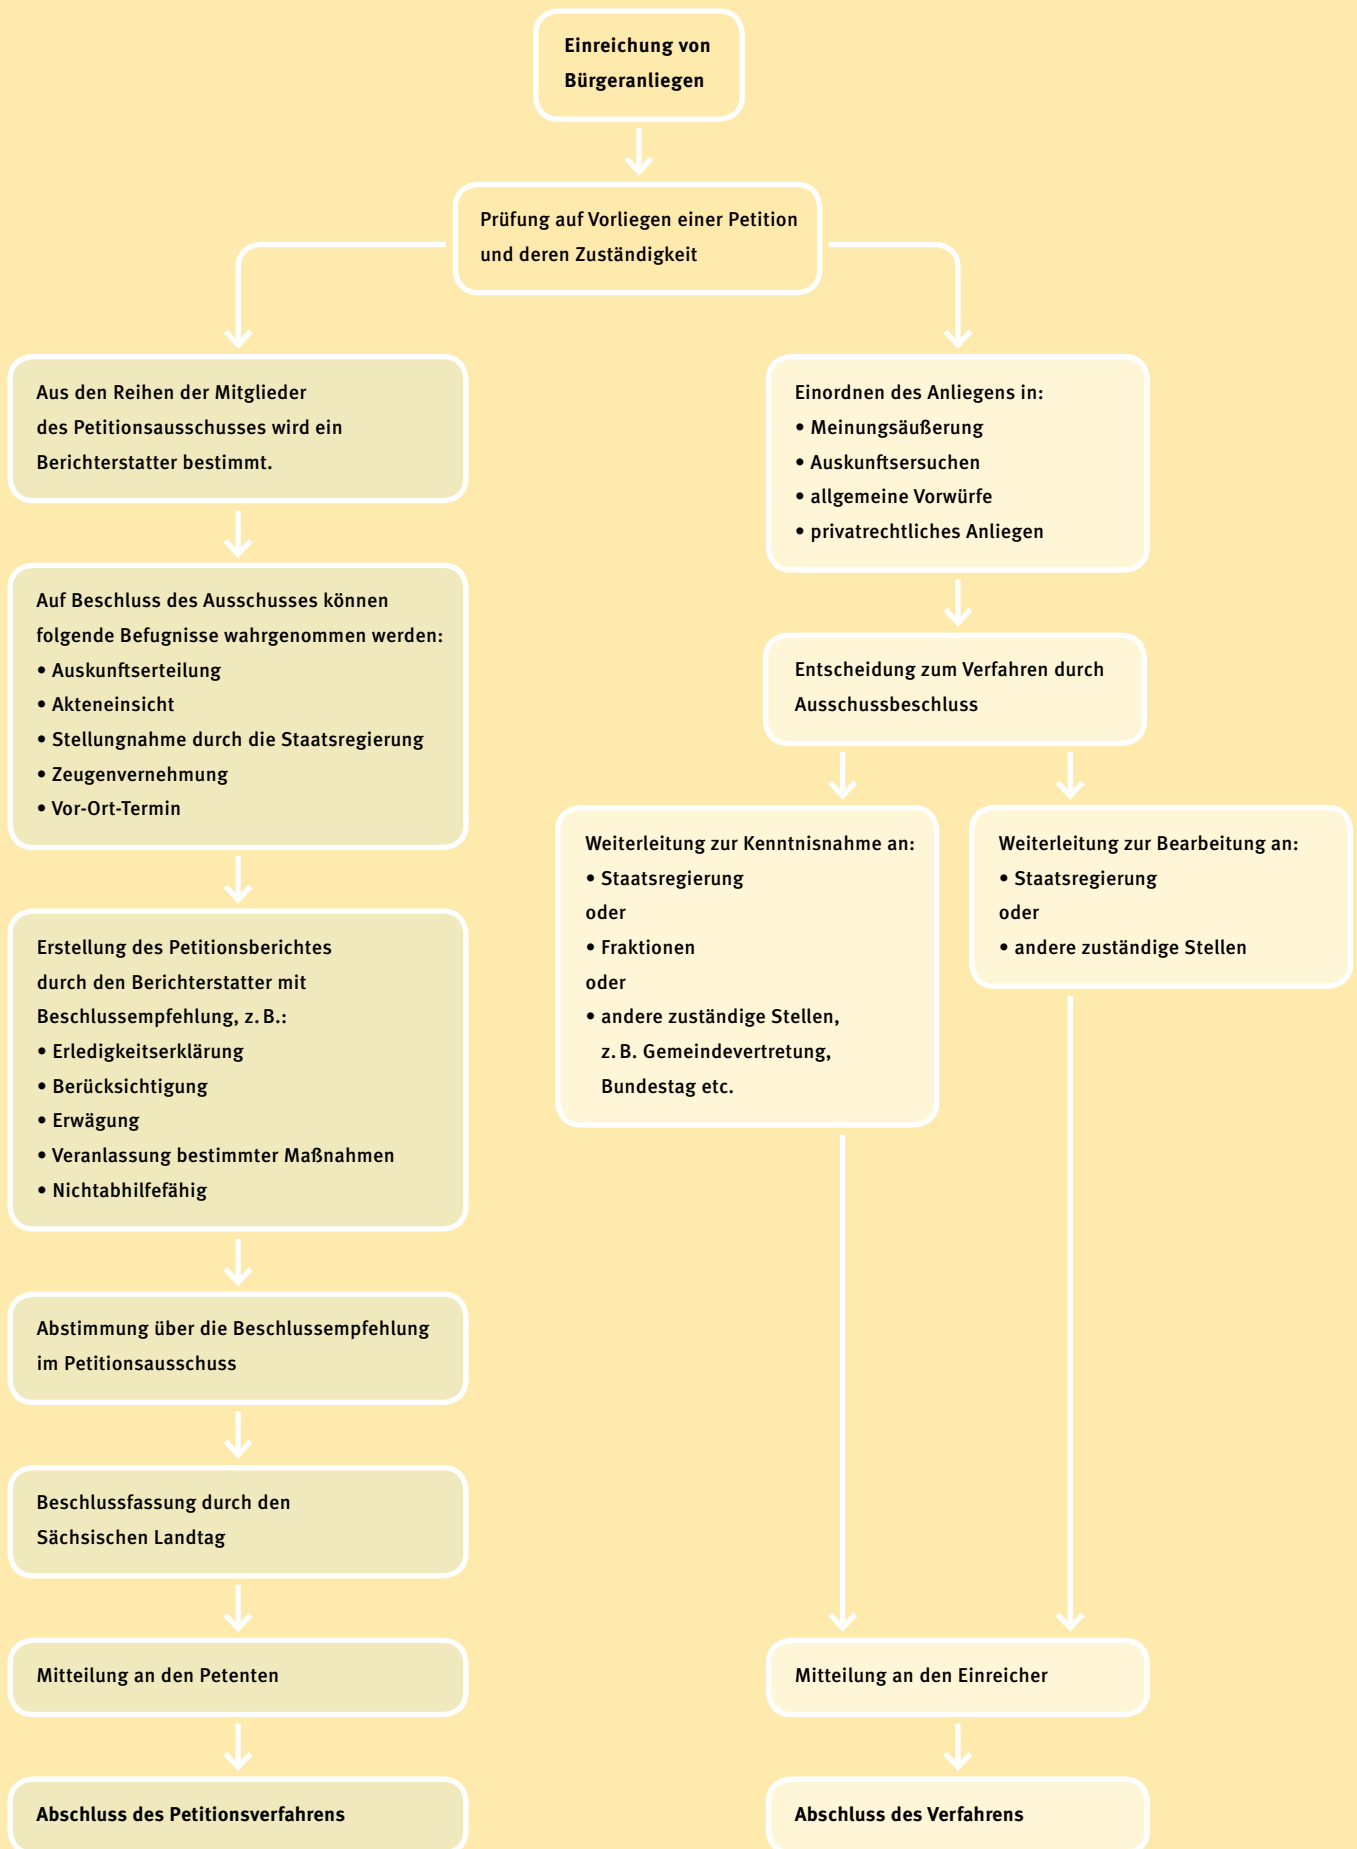 Einreichung von
Bürgeranliegen
Prüfung auf Vorliegen einer Petition
und deren Zuständigkeit
Aus den Reihen der Mitglieder
des Petitionsausschusses wird ein
Berichterstatter bestimmt.
Auf Beschluss des Ausschusses können
folgende Befugnisse wahrgenommen werden:
• Auskunftserteilung
• Akteneinsicht
• Stellungnahme durch die Staatsregierung
• Zeugenvernehmung
• Vor-Ort-Termin
Erstellung des Petitionsberichtes
durch den Berichterstatter mit
Beschlussempfehlung, z. B.:
• Erledigkeitserklärung
• Berücksichtigung
• Erwägung
• Veranlassung bestimmter Maßnahmen
• Nichtabhilfefähig
Abstimmung über die Beschlussempfehlung
im Petitionsausschuss
Beschlussfassung durch den
Sächsischen Landtag
Mitteilung an den Petenten
Abschluss des Petitionsverfahrens
Einordnen des Anliegens in:
• Meinungsäußerung
• Auskunftsersuchen
• allgemeine Vorwürfe
• privatrechtliches Anliegen
Entscheidung zum Verfahren durch
Ausschussbeschluss
Weiterleitung zur Kenntnisnahme an:
• Staatsregierung
oder
• Fraktionen
oder
• andere zuständige Stellen,
z. B. Gemeindevertretung,
Bundestag etc.
Weiterleitung zur Bearbeitung an:
• Staatsregierung
oder
• andere zuständige Stellen
Mitteilung an den Einreicher
Abschluss des Verfahrens